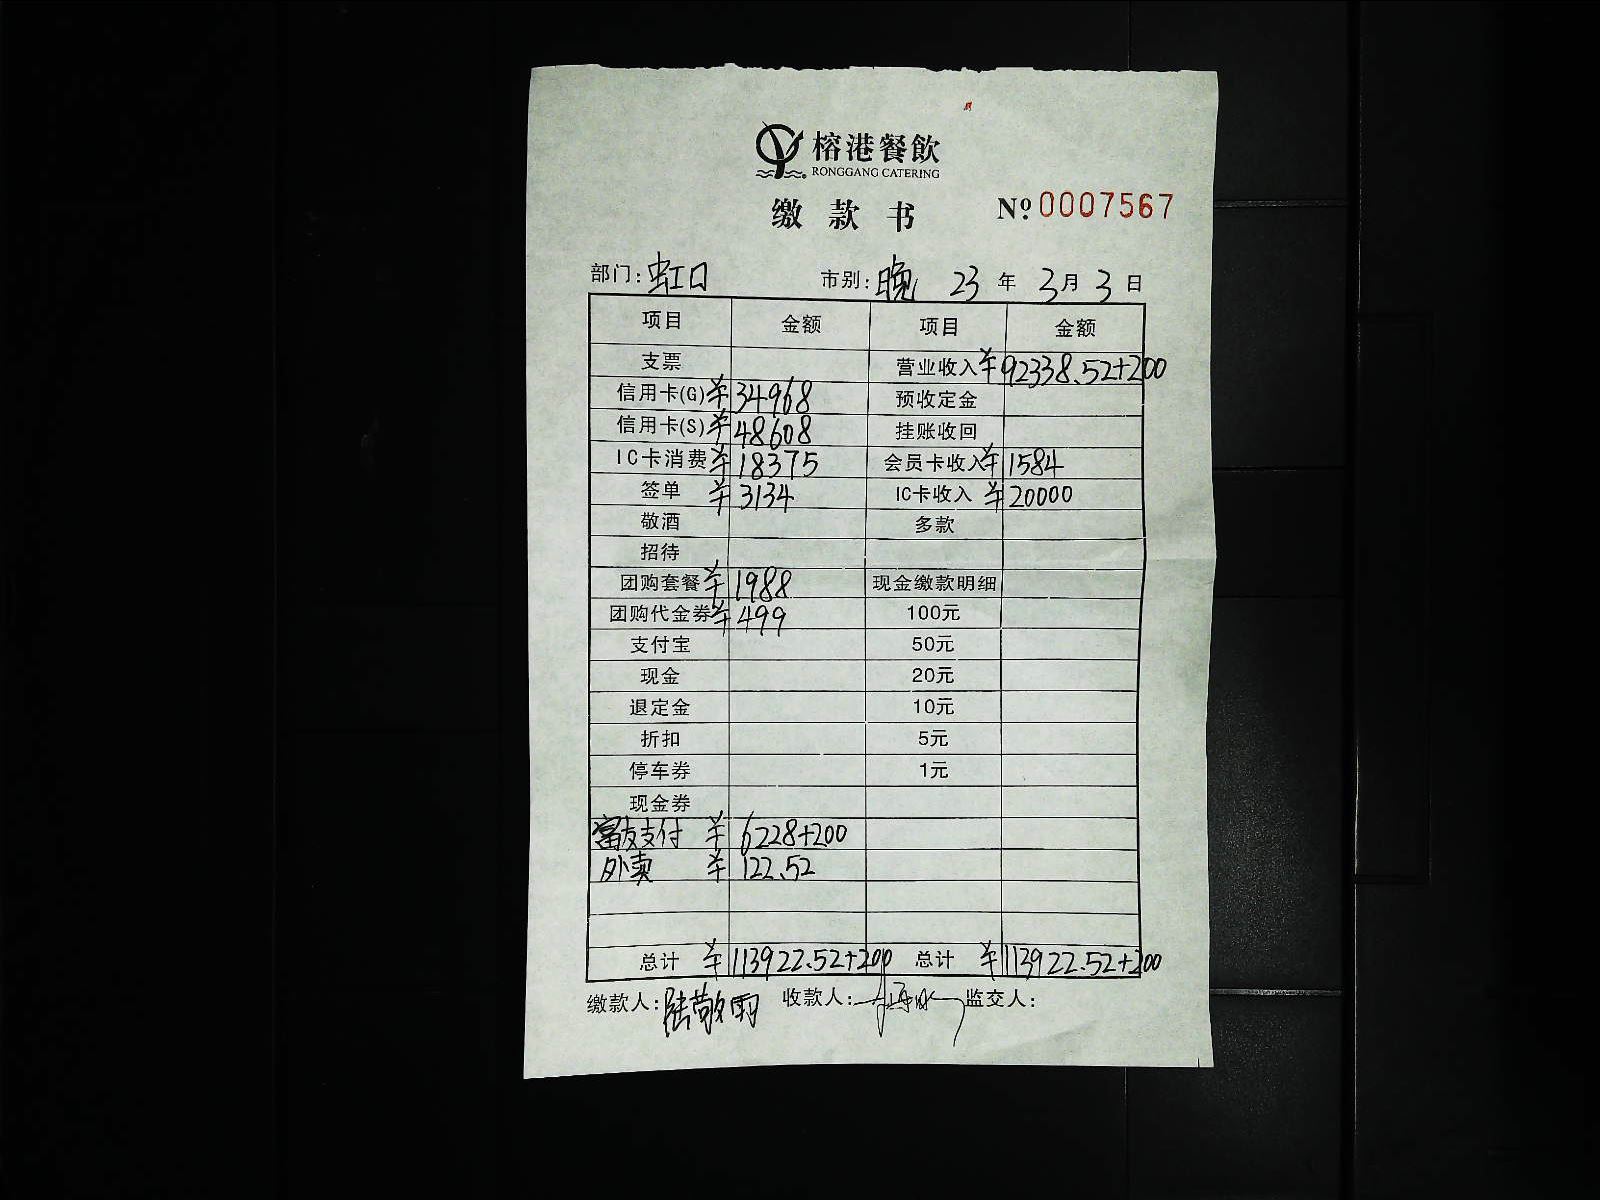 榕港餐飲
RONGGANG CATERING
缴款书 №0007567
部门:虹口 市别:晚 23年3月3日
项目 金额 项目 金额
支票 营业收入 ¥92338.52+200
信用卡(G) ¥34968 预收定金
信用卡(S) ¥48608 挂账收回
IC卡消费 ¥18375 会员卡收入 ¥1584
签单 ¥3134 IC卡收入 ¥20000
敬酒 多款
招待
团购套餐 ¥1988 现金缴款明细
团购代金券 ¥499 100元
支付宝 50元
现金 20元
退定金 10元
折扣 5元
停车券 1元
现金券
富友支付 ¥6228+200
外卖 ¥122.52
总计 ¥113922.52+200 总计 ¥113922.52+200
缴款人:陆敬雨 收款人: 监交人: